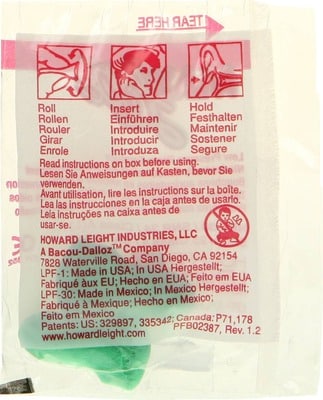 TEAR HERE
Roll Insert Hold
Rollen Einführen Festhalten
Rouler Introduire Maintenir
Girar Introducir Sostener
Enrole Introduza Segure
Read instructions on box before using.
Lesen Sie Anweisungen auf Kasten, bevor Sie
verwenden.
Avant utilisation, lire les instructions sur la boîte.
Lea las instrucciones en la caja antes de usarlo.
Leia instruções na caixa antes de
usar-se.
HOWARD LEIGHT INDUSTRIES, LLC
A Bacou-Dalloz™ Company
7828 Waterville Road, San Diego, CA 92154
LPF-1: Made in USA; In USA Hergestellt;
Fabriqué àux EU; Hecho en EU; Feito em EUA
LPF-30: Made in Mexico; In Mexico Hergestellt;
Fabriqué à Mexique; Hecho en Mexico;
Feito em Mexico
Patents: US: 329897, 335342; Canada: P71,178
www.howardleight.com PFB02387, Rev. 1.2